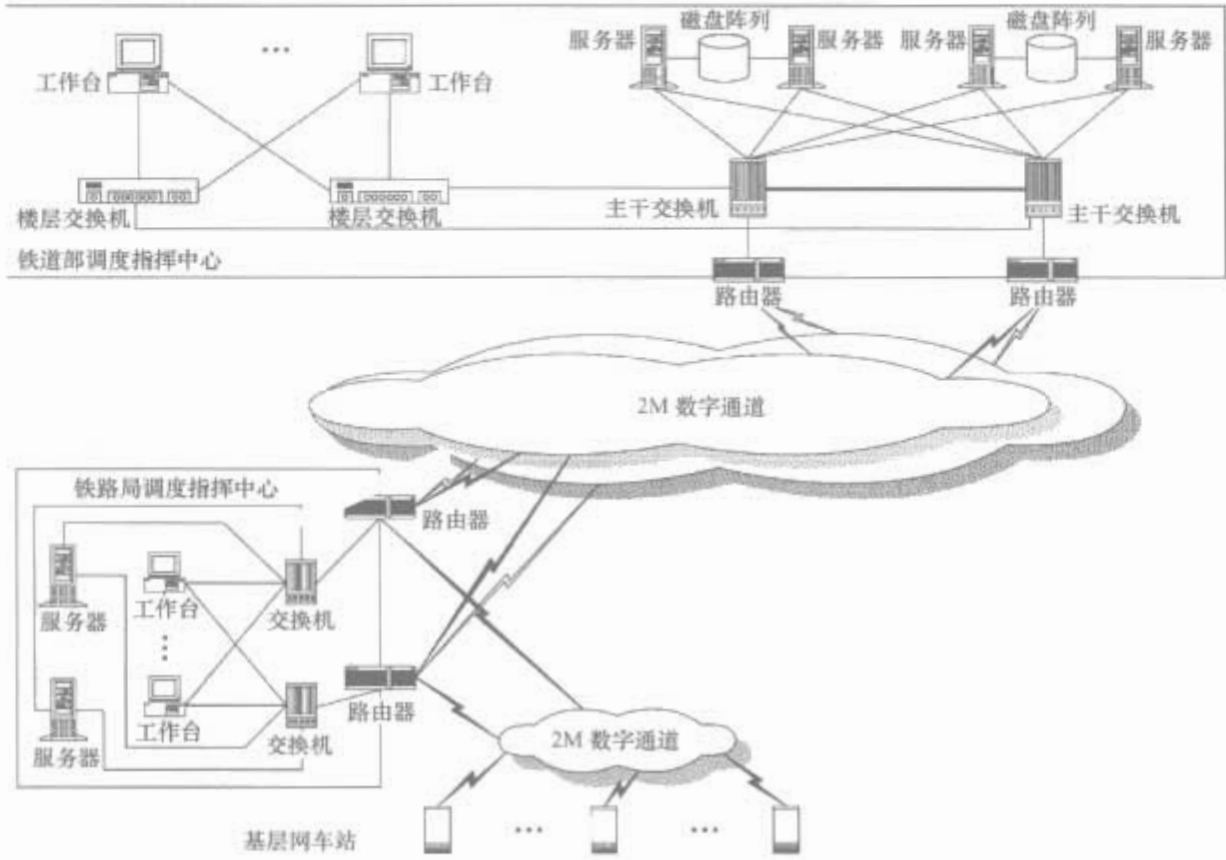 磁盘阵列
磁盘阵列
服务器
服务器
服务器
服务器
...
工作台
工作台
楼层交换机
楼层交换机
主干交换机
主干交换机
铁道部调度指挥中心
路由器
路由器
2M 数字通道
铁路局调度指挥中心
路由器
服务器
工作台
交换机
...
服务器
工作台
交换机
路由器
2M 数字通道
...
...
基层网车站